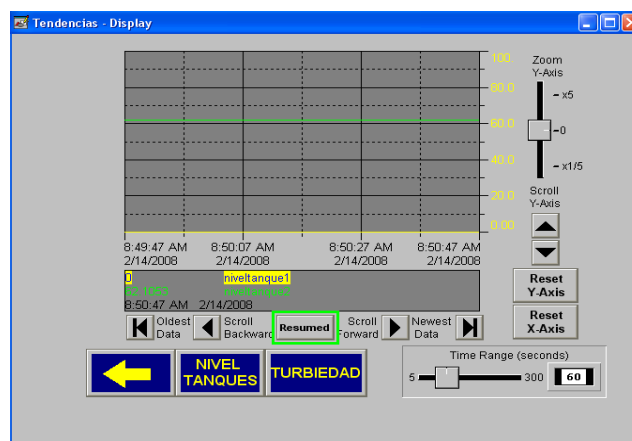 Tendencias - Display
100.
80.0
60.0
40.0
20.0
0.00
Zoom
Y-Axis
x5
0
x1/5
Scroll
Y-Axis
8:49:47 AM 8:50:07 AM 8:50:27 AM 8:50:47 AM
2/14/2008 2/14/2008 2/14/2008 2/14/2008
0 niveltanque1
62.1053 niveltanque2
8:50:47 AM 2/14/2008
Reset
Y-Axis
Reset
X-Axis
Oldest
Data
Scroll
Backward
Resumed
Scroll
Forward
Newest
Data
NIVEL
TANQUES
TURBIEDAD
Time Range (seconds)
5 300 60